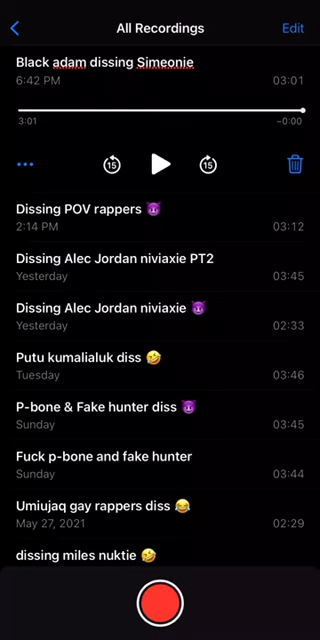 All Recordings
Edit
Black adam dissing Simeonie
6:42 PM
03:01
3:01
−0:00
15
15
Dissing POV rappers 😈
2:14 PM
03:12
Dissing Alec Jordan niviaxie PT2
Yesterday
03:45
Dissing Alec Jordan niviaxie 😈
Yesterday
02:33
Putu kumalialuk diss 🤣
Tuesday
03:46
P-bone & Fake hunter diss 😈
Sunday
03:45
Fuck p-bone and fake hunter
Sunday
03:44
Umiujaq gay rappers diss 😂
May 27, 2021
02:29
dissing miles nuktie 🤣